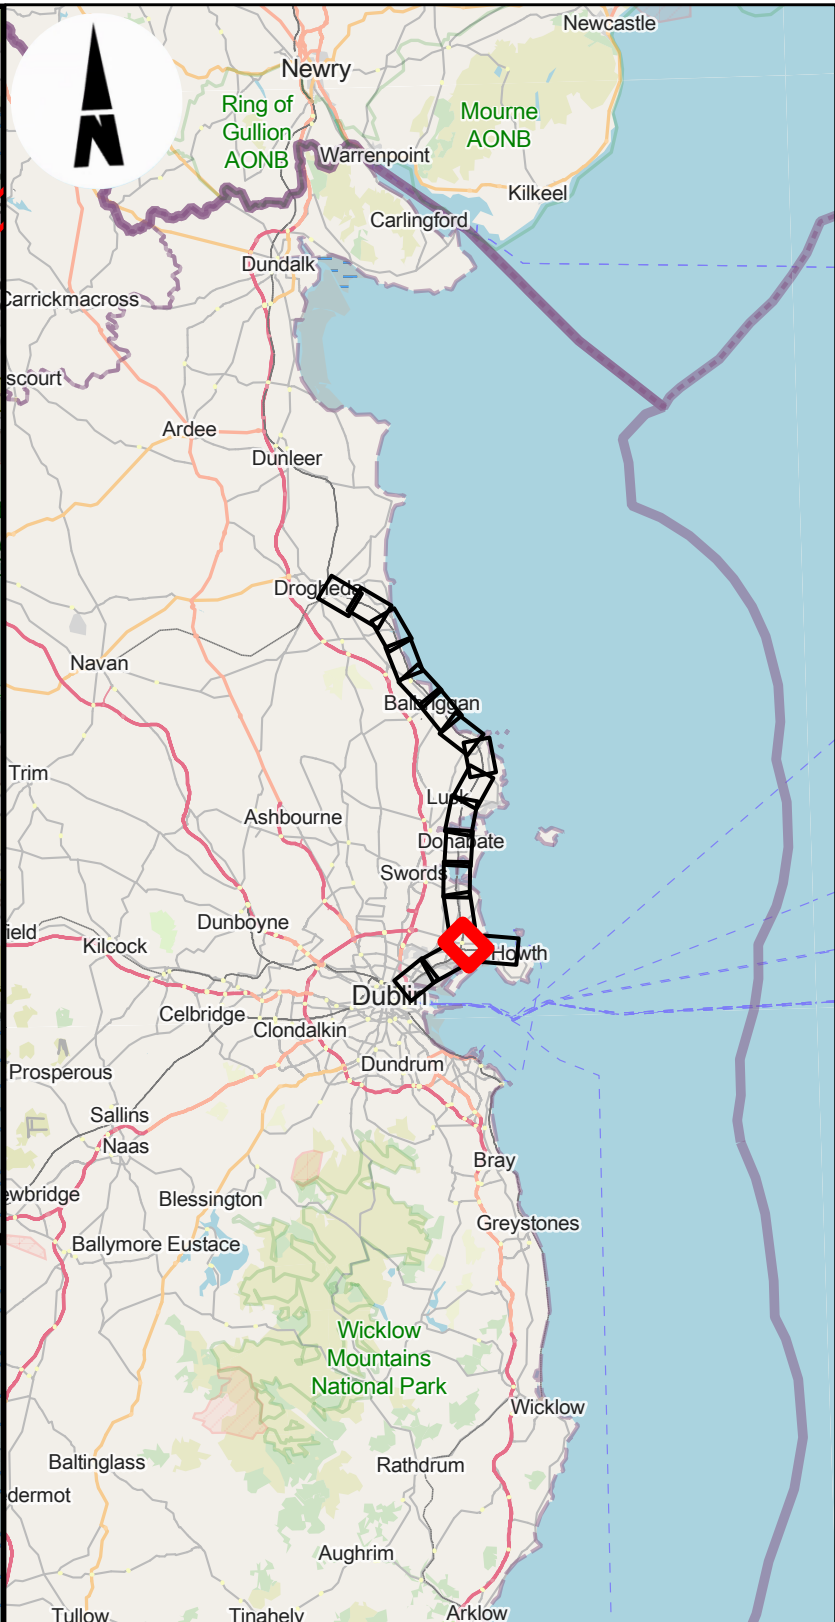 Newcastle
Newry
Ring of
Gullion
AONB
Mourne
AONB
N
Warrenpoint
Kilkeel
Carlingford
Dundalk
Carrickmacross
scourt
Ardee
Dunleer
Drogheda
Navan
Balbriggan
Trim
Lusk
Ashbourne
Donabate
Swords
Dunboyne
ield
Kilcock
Howth
Dublin
Celbridge
Clondalkin
Dundrum
Prosperous
Sallins
Naas
Bray
ewbridge
Blessington
Greystones
Ballymore Eustace
Wicklow
Mountains
National Park
Wicklow
Baltinglass
Rathdrum
dermot
Aughrim
Tullow
Tinahely
Arklow